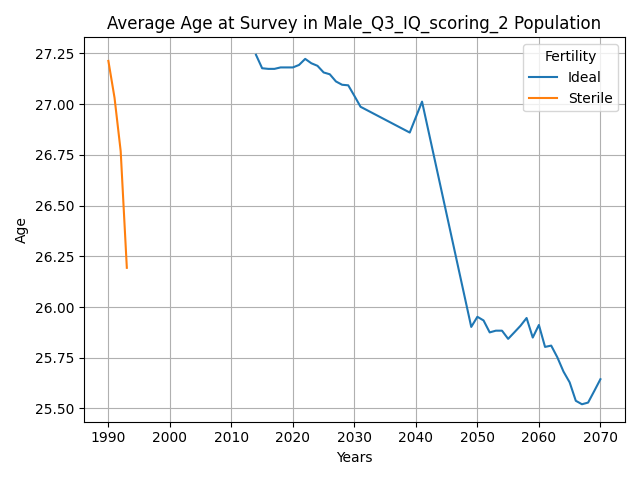 Average Age at Survey in Male_Q3_IQ_scoring_2 Population
Fertility
Ideal
Sterile
27.25
27.00
26.75
26.50
26.25
26.00
25.75
25.50
Age
1990 2000 2010 2020 2030 2040 2050 2060 2070
Years